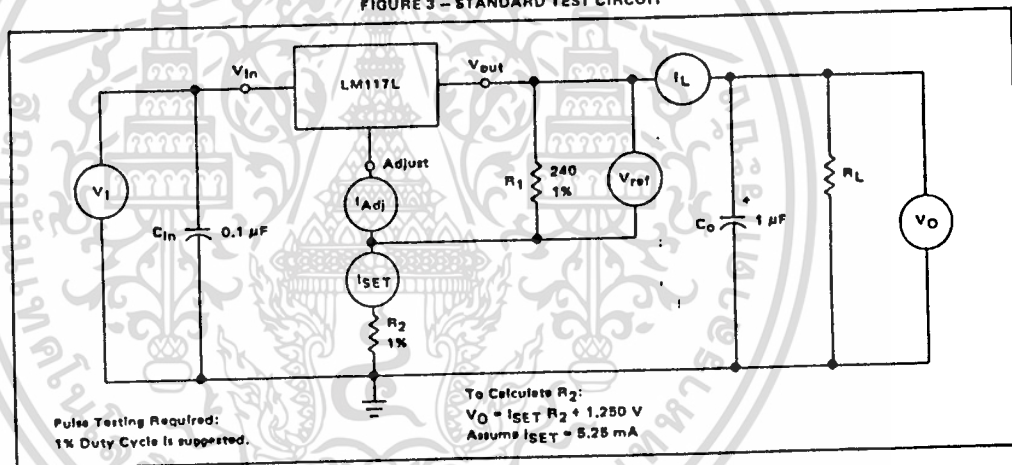 FIGURE 3 – STANDARD TEST CIRCUIT
Vin
LM117L
Vout
IL
Adjust
VI
Cin
0.1 µF
IAdj
R1
240
1%
Vref
Co
+
1 µF
RL
VO
ISET
R2
1%
Pulse Testing Required:
1% Duty Cycle is suggested.
To Calculate R2:
VO = ISET R2 + 1.250 V
Assume ISET = 5.25 mA